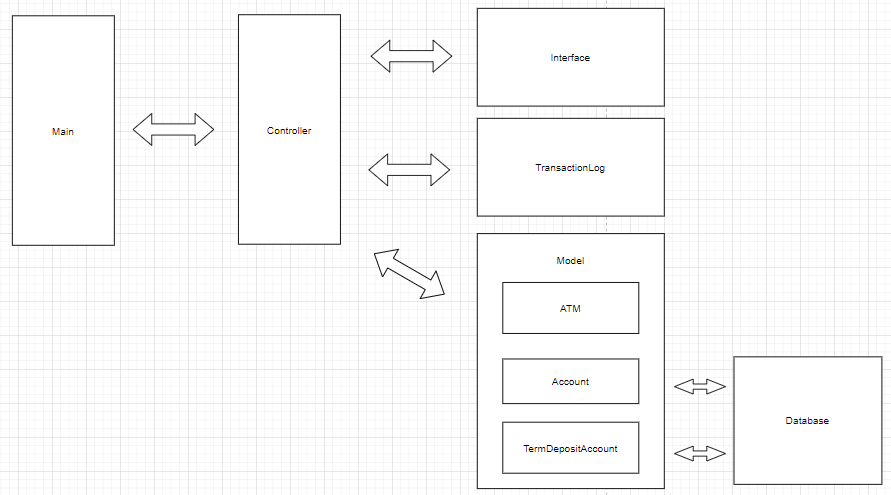 Main
Controller
Interface
TransactionLog
Model
ATM
Account
TermDepositAccount
Database